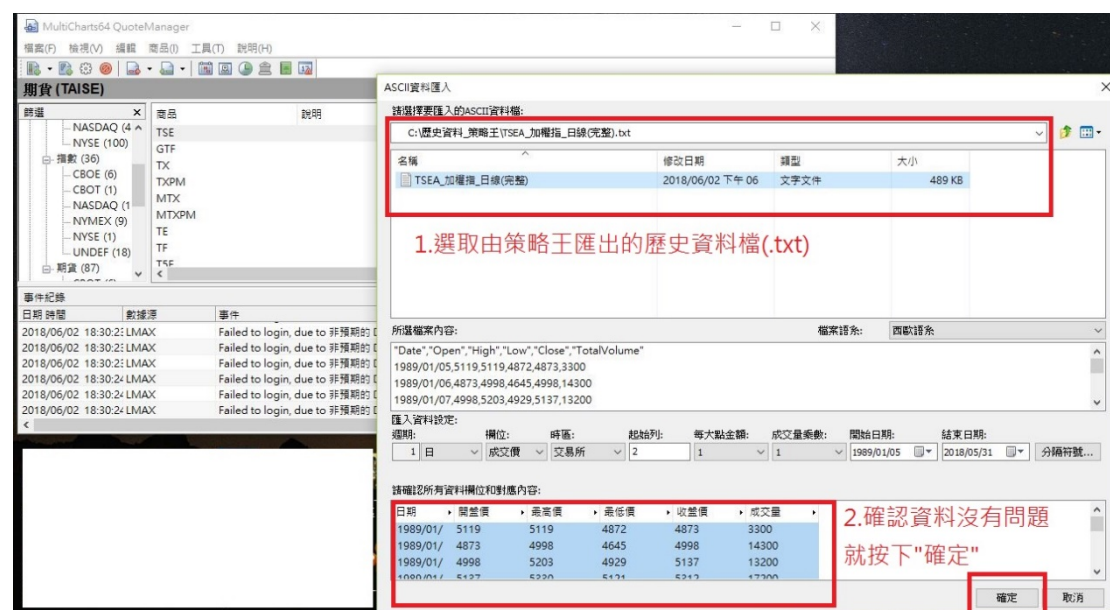 MultiCharts64 QuoteManager
檔案(F) 檢視(V) 編輯 商品(I) 工具(T) 說明(H)
期貨 (TAISE)
篩選
NASDAQ (4
NYSE (100)
指數 (36)
CBOE (6)
CBOT (1)
NASDAQ (1
NYMEX (9)
NYSE (1)
UNDEF (18)
期貨 (87)
商品 說明
TSE
GTF
TX
TXPM
MTX
MTXPM
TE
TF
事件紀錄
日期 時間 數據源 事件
2018/06/02 18:30:23 LMAX Failed to login, due to 非預期的
2018/06/02 18:30:23 LMAX Failed to login, due to 非預期的
2018/06/02 18:30:23 LMAX Failed to login, due to 非預期的
2018/06/02 18:30:24 LMAX Failed to login, due to 非預期的
2018/06/02 18:30:24 LMAX Failed to login, due to 非預期的
2018/06/02 18:30:24 LMAX Failed to login, due to 非預期的
ASCII資料匯入
請選擇要匯入的ASCII資料檔:
C:\歷史資料_策略王\TSEA_加權指_日線(完整).txt
名稱 修改日期 類型 大小
TSEA_加權指_日線(完整) 2018/06/02 下午 06 文字文件 489 KB
1.選取由策略王匯出的歷史資料檔(.txt)
所選檔案內容: 檔案語系: 西歐語系
"Date","Open","High","Low","Close","TotalVolume"
1989/01/05,5119,5119,4872,4873,3300
1989/01/06,4873,4998,4645,4998,14300
1989/01/07,4998,5203,4929,5137,13200
匯入資料設定:
週期: 欄位: 時區: 起始列: 每大點金額: 成交量乘數: 開始日期: 結束日期:
1 日 成交價 交易所 2 1 1 1989/01/05 2018/05/31 分隔符號...
請確認所有資料欄位和對應內容:
日期 開盤價 最高價 最低價 收盤價 成交量
1989/01/ 5119 5119 4872 4873 3300
1989/01/ 4873 4998 4645 4998 14300
1989/01/ 4998 5203 4929 5137 13200
1989/01/ 5137 5330 5121 5312 17200
2.確認資料沒有問題
就按下"確定"
確定 取消